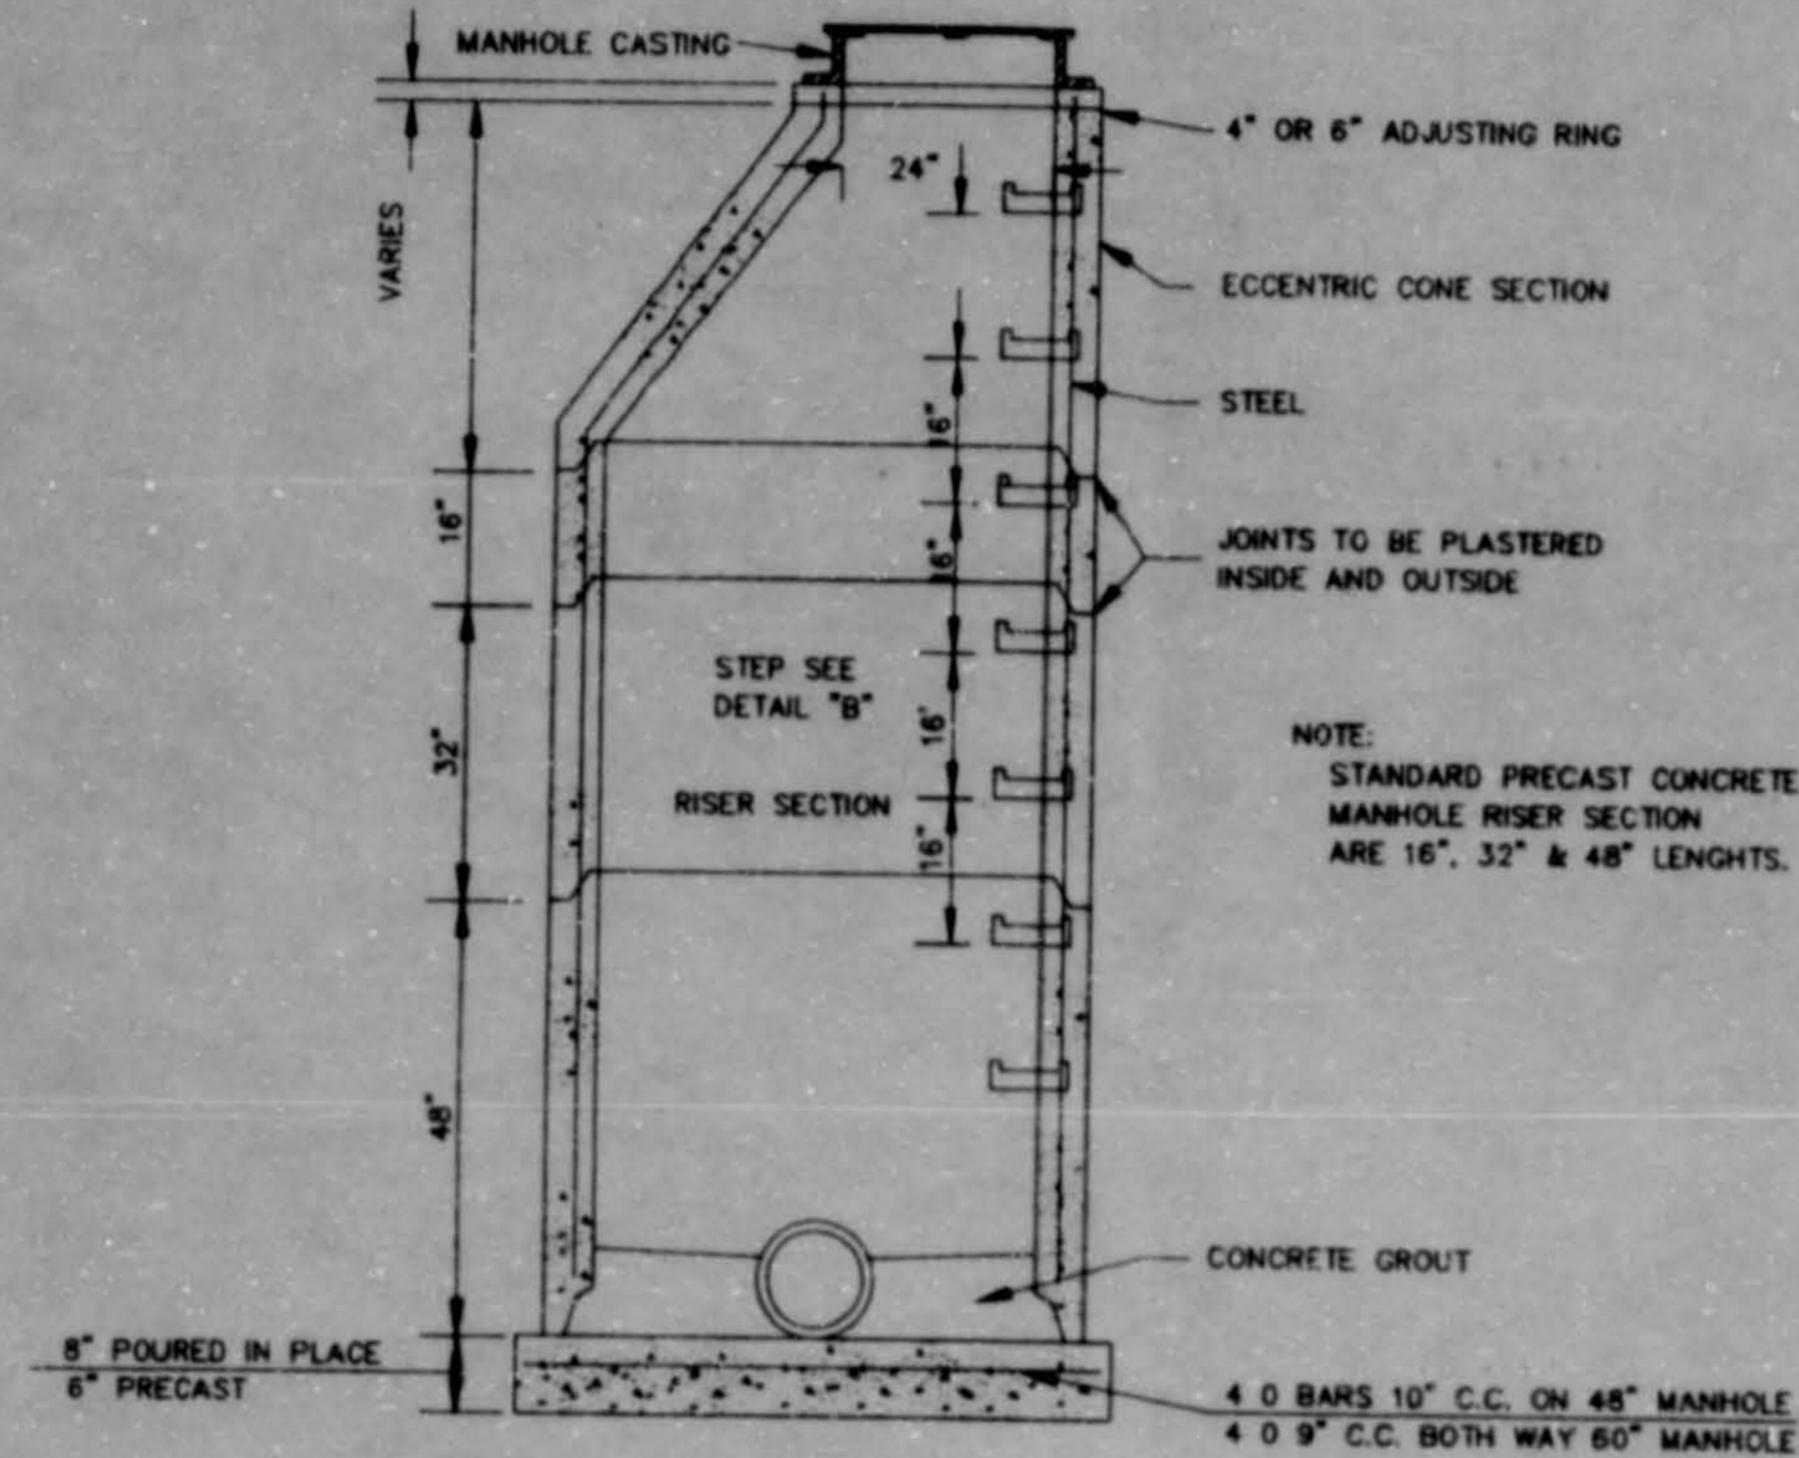 MANHOLE CASTING
4" OR 6" ADJUSTING RING
24"
VARIES
ECCENTRIC CONE SECTION
STEEL
16"
16"
16"
JOINTS TO BE PLASTERED
INSIDE AND OUTSIDE
STEP SEE
DETAIL "B"
16'
32"
RISER SECTION
16"
NOTE:
STANDARD PRECAST CONCRETE
MANHOLE RISER SECTION
ARE 16", 32" & 48" LENGHTS.
48"
CONCRETE GROUT
8" POURED IN PLACE
6" PRECAST
4 0 BARS 10" C.C. ON 48" MANHOLE
4 0 9" C.C. BOTH WAY 60" MANHOLE